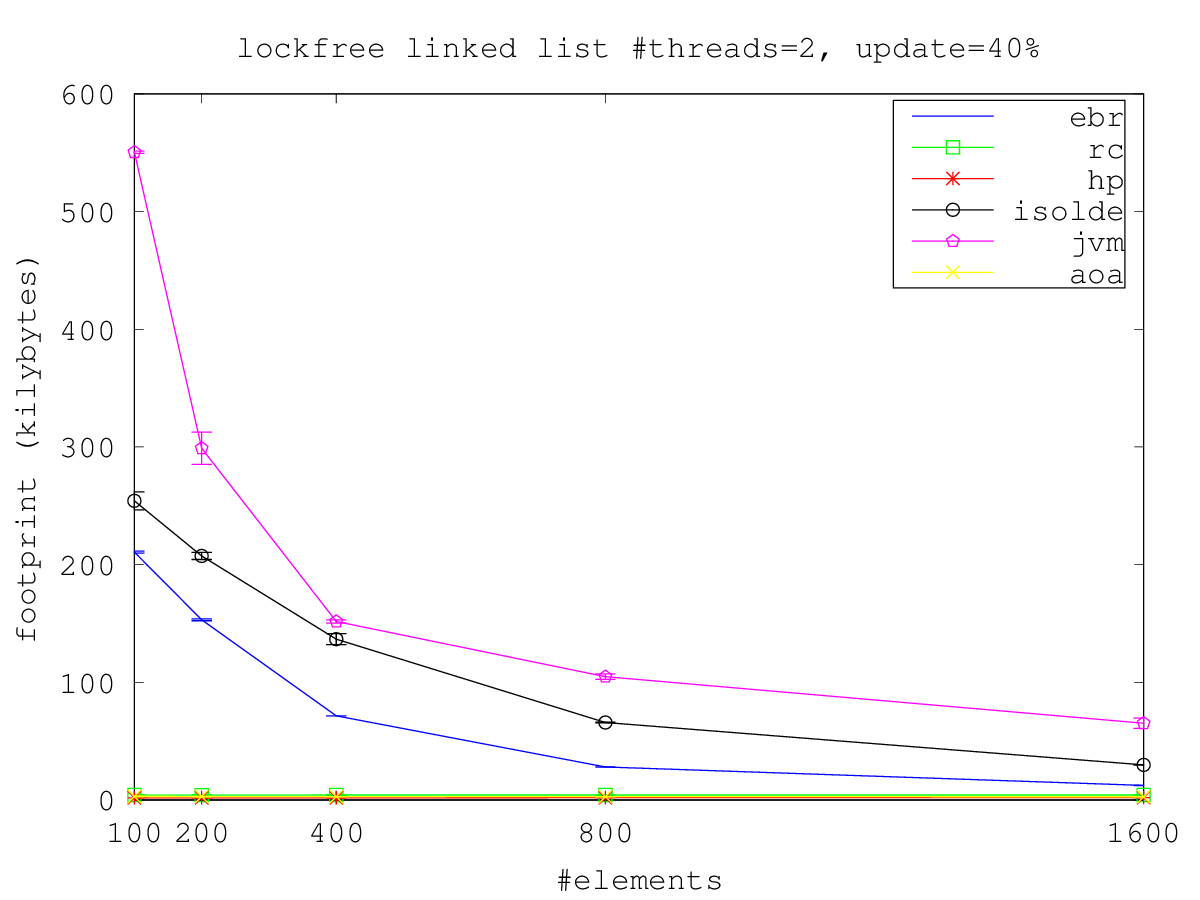 lockfree linked list #threads=2, update=40%
600
500
400
300
200
100
0
footprint (kilybytes)
ebr
rc
hp
isolde
jvm
aoa
100 200 400 800 1600
#elements